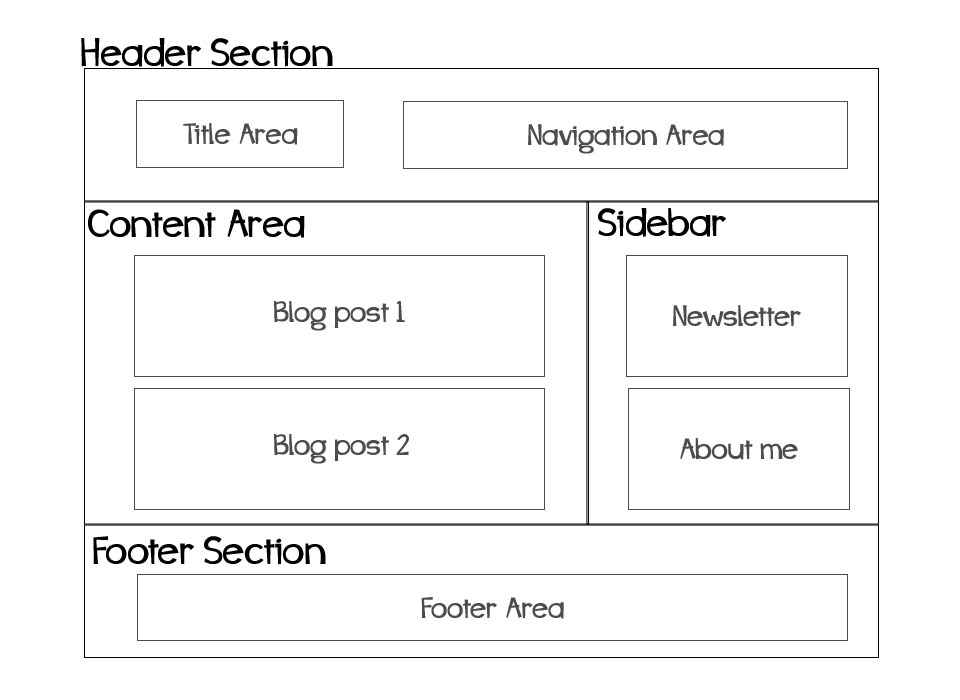 Header Section
Title Area
Navigation Area
Content Area
Blog post 1
Blog post 2
Sidebar
Newsletter
About me
Footer Section
Footer Area